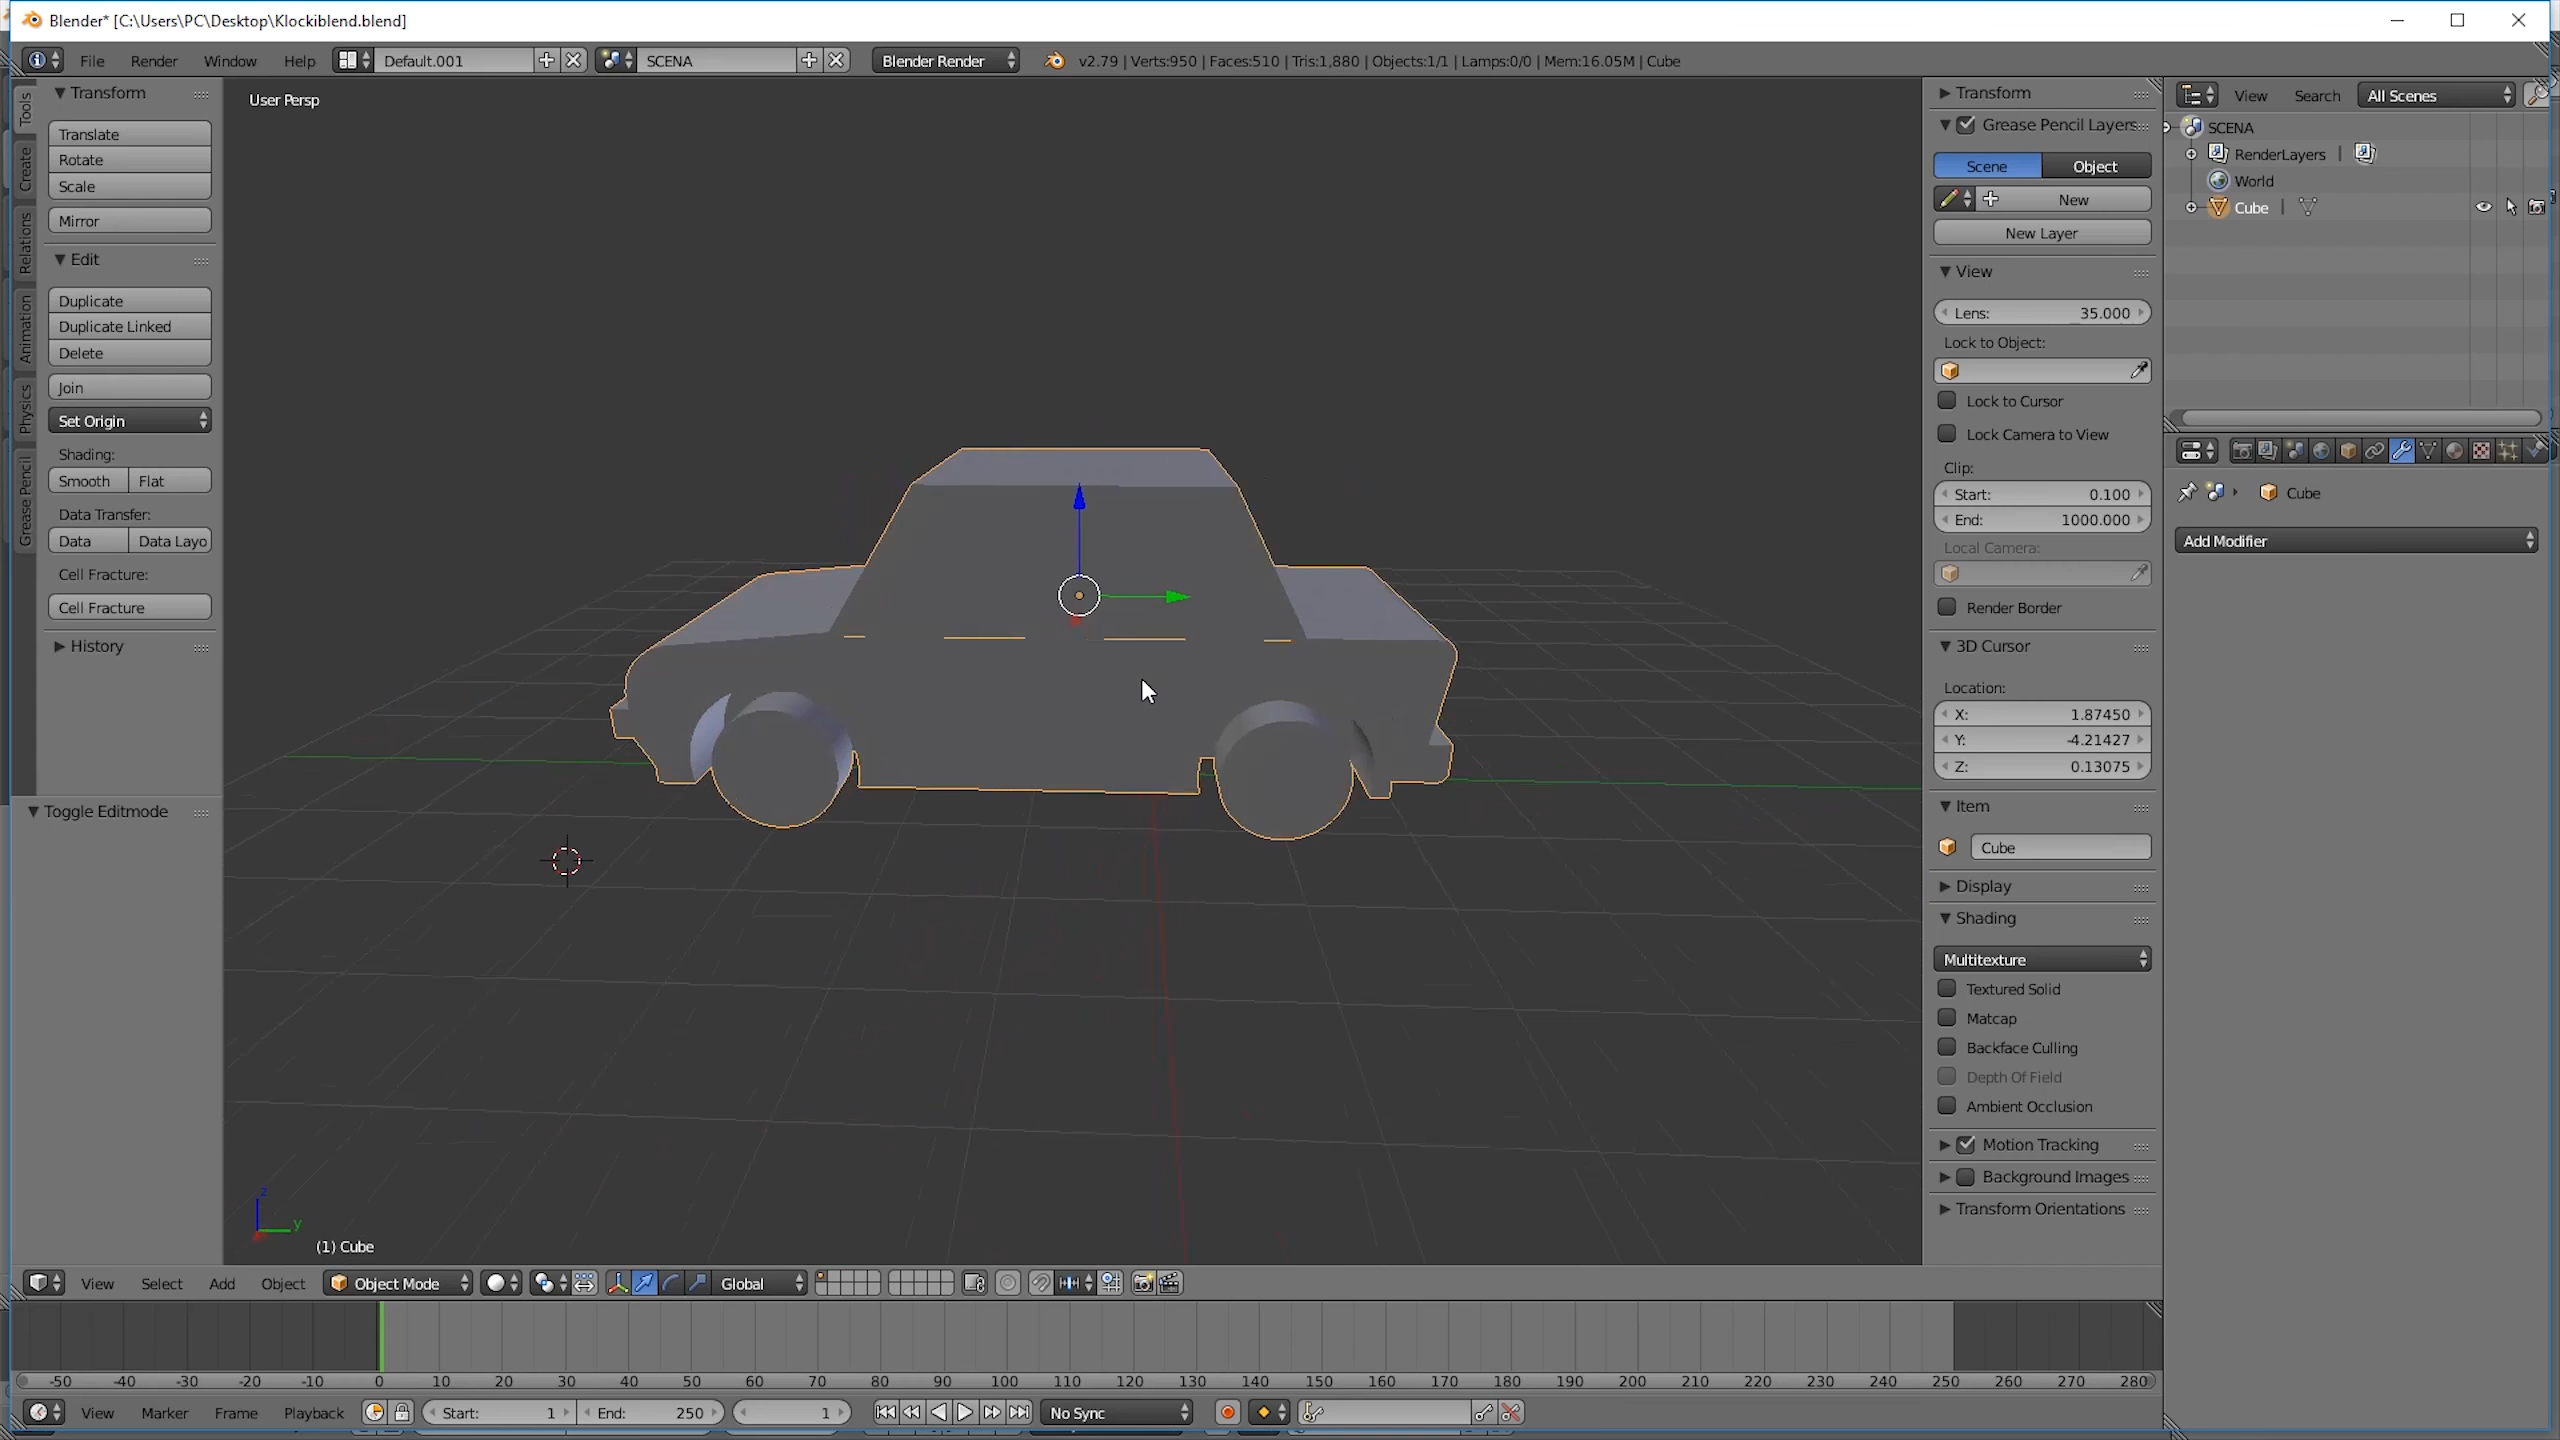 Blender* [C:\Users\PC\Desktop\Klockiblend.blend]
File Render Window Help Default.001 SCENA Blender Render v2.79 | Verts:950 | Faces:510 | Tris:1,880 | Objects:1/1 | Lamps:0/0 | Mem:16.05M | Cube
Tools
Create
Relations
Animation
Physics
Grease Pencil
Transform
Translate
Rotate
Scale
Mirror
Edit
Duplicate
Duplicate Linked
Delete
Join
Set Origin
Shading:
Smooth Flat
Data Transfer:
Data Data Layo
Cell Fracture:
Cell Fracture
History
Toggle Editmode
User Persp
z
y
(1) Cube
Transform
Grease Pencil Layers
Scene Object
New
New Layer
View
Lens: 35.000
Lock to Object:
Lock to Cursor
Lock Camera to View
Clip:
Start: 0.100
End: 1000.000
Local Camera:
Render Border
3D Cursor
Location:
X: 1.87450
Y: -4.21427
Z: 0.13075
Item
Cube
Display
Shading
Multitexture
Textured Solid
Matcap
Backface Culling
Depth Of Field
Ambient Occlusion
Motion Tracking
Background Images
Transform Orientations
View Search All Scenes
SCENA
RenderLayers |
World
Cube |
Cube
Add Modifier
View Select Add Object Object Mode Global
-50 -40 -30 -20 -10 0 10 20 30 40 50 60 70 80 90 100 110 120 130 140 150 160 170 180 190 200 210 220 230 240 250 260 270 280
View Marker Frame Playback Start: 1 End: 250 1 No Sync